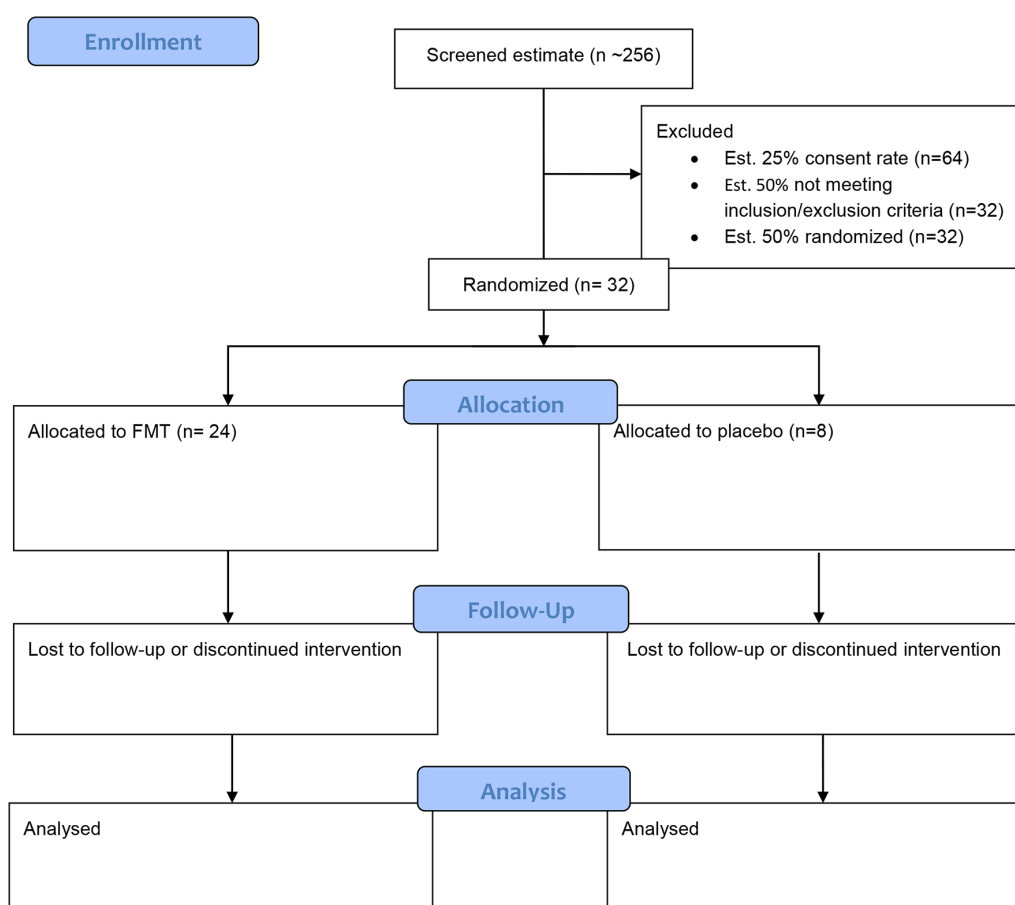 Enrollment
Screened estimate (n ~256)
Excluded
• Est. 25% consent rate (n=64)
• Est. 50% not meeting
inclusion/exclusion criteria (n=32)
• Est. 50% randomized (n=32)
Randomized (n= 32)
Allocation
Allocated to FMT (n= 24)
Allocated to placebo (n=8)
Follow-Up
Lost to follow-up or discontinued intervention
Lost to follow-up or discontinued intervention
Analysis
Analysed
Analysed